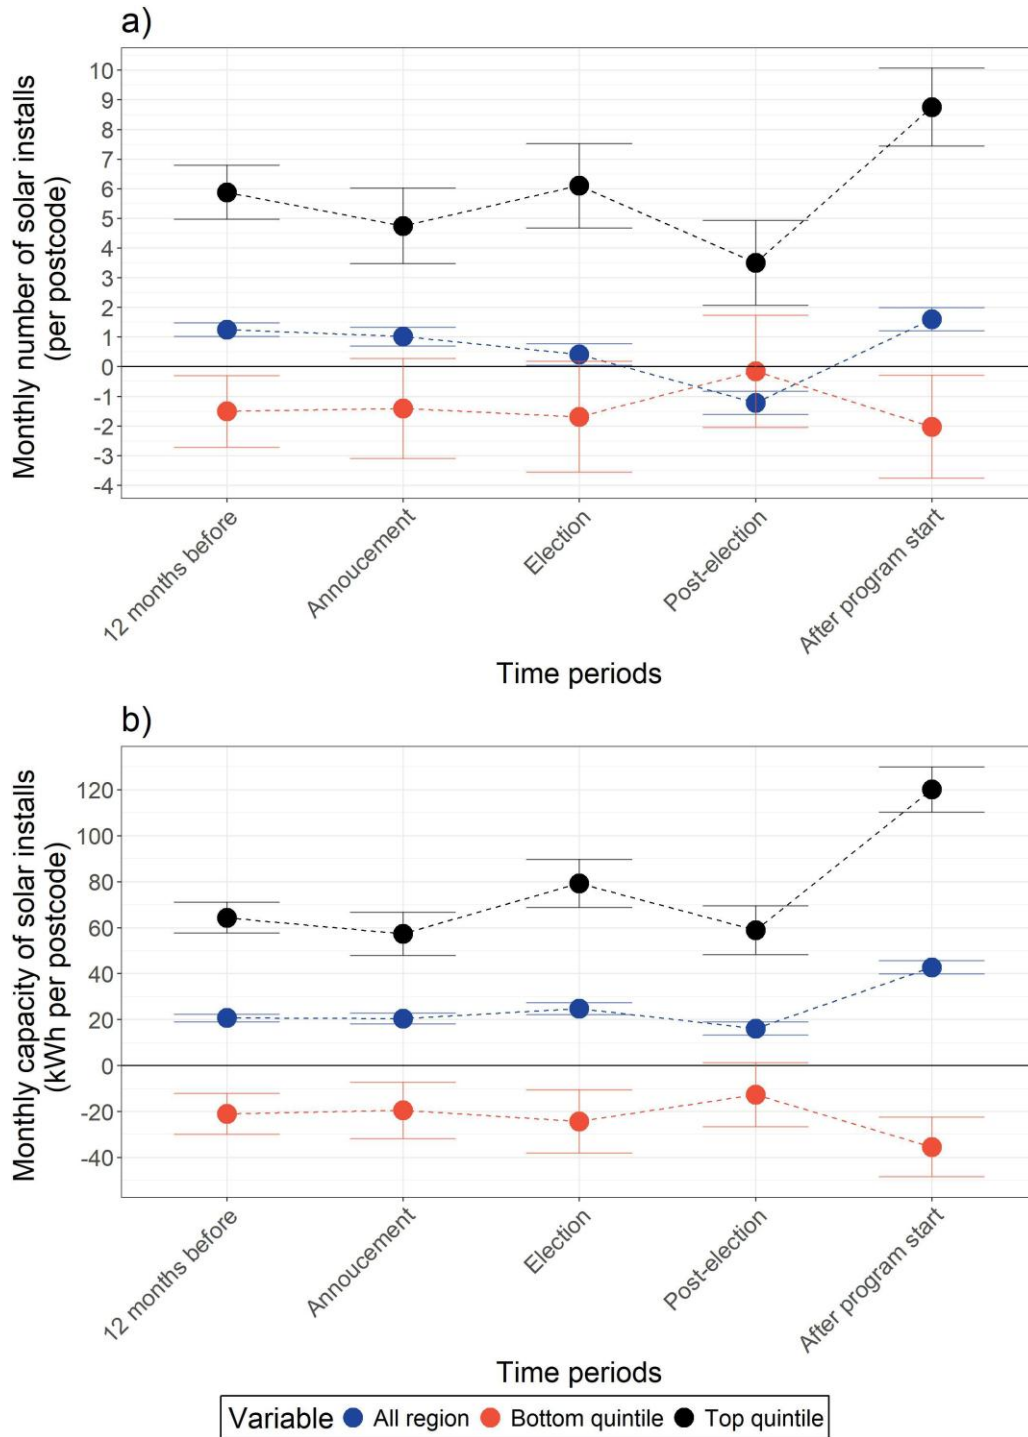 a)
Monthly number of solar installs
(per postcode)
10
9
8
7
6
5
4
3
2
1
0
-1
-2
-3
-4
12 months before
Annoucement
Election
Post-election
After program start
Time periods
b)
Monthly capacity of solar installs
(kWh per postcode)
120
100
80
60
40
20
0
-20
-40
12 months before
Annoucement
Election
Post-election
After program start
Time periods
Variable All region Bottom quintile Top quintile